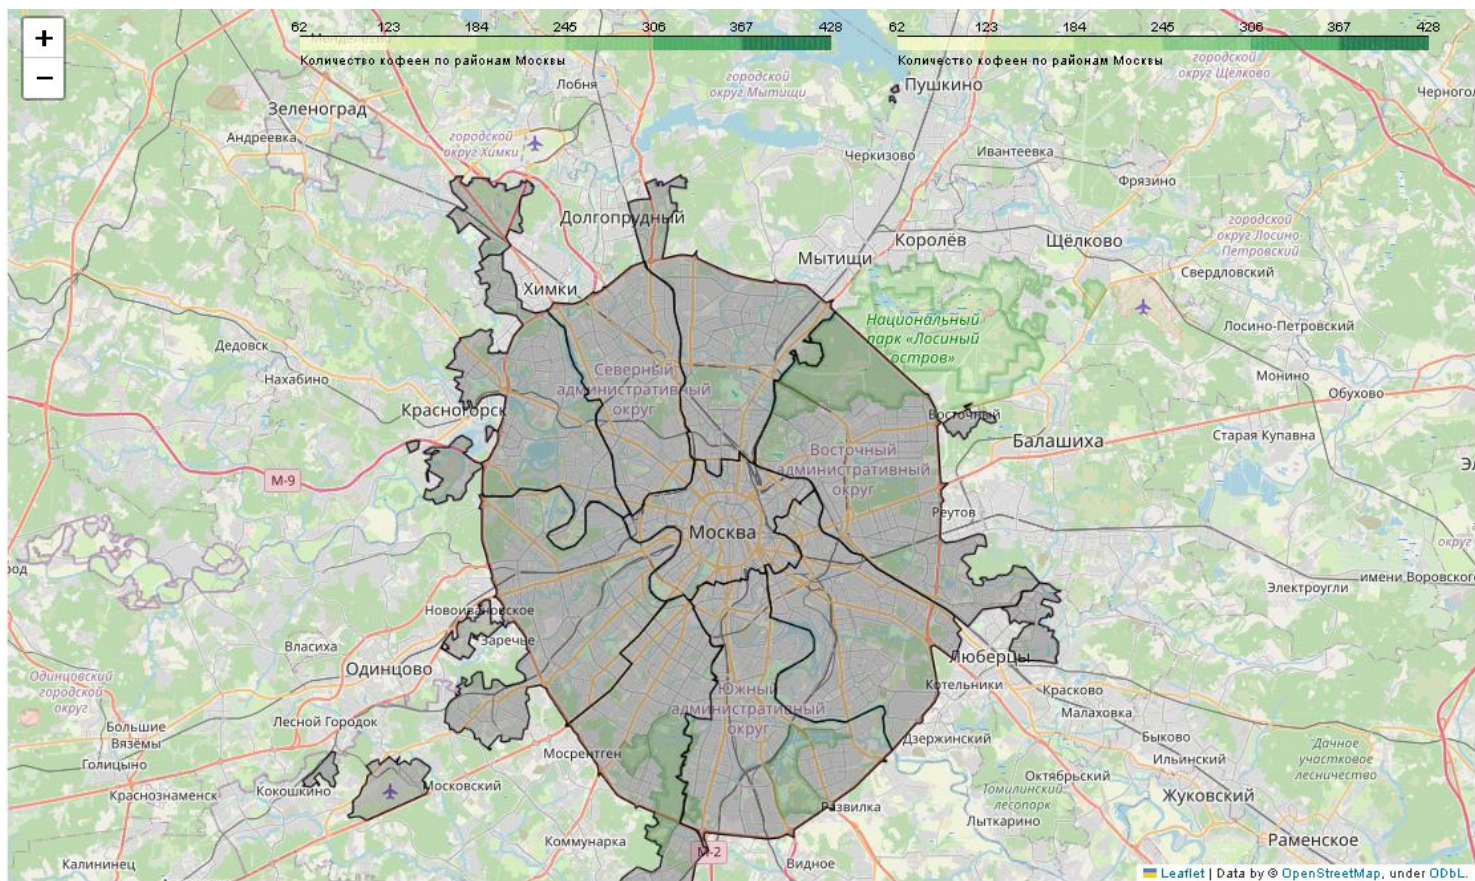 +
−
62 123 184 245 306 367 428
Количество кофеен по районам Москвы
62 123 184 245 306 367 428
Количество кофеен по районам Москвы
Зеленоград
Андреевка
Лобня
городской
округ Химки
городской
округ Мытищи
Пушкино
городской
округ Щелково
Черкизово
Ивантеевка
Фрязино
Долгопрудный
Мытищи
Королёв
Щёлково
городской
округ Лосино-
Петровский
Свердловский
Химки
Национальный
парк «Лосиный
остров»
Лосино-Петровский
Дедовск
Нахабино
Северный
административный
округ
Монино
Обухово
Красногорск
Восточный
Балашиха
Старая Купавна
Восточный
административный
округ
М-9
Реутов
Москва
округ
имени Воровского
Электроугли
Новоивановское
Заречье
Власиха
Одинцово
Одинцовский
городской
округ
Люберцы
Котельники
Красково
Малаховка
Южный
административный
округ
Лесной Городок
Большие
Вязёмы
Голицыно
Мосрентген
Дзержинский
Быково
Ильинский
Дачное
участковое
лесничество
Краснознаменск
Кокошкино
Московский
Октябрьский
Томилинский
лесопарк
Жуковский
Развилка
Лыткарино
Раменское
Коммунарка
М-2
Видное
Калининец
Leaflet | Data by © OpenStreetMap, under ODbL.